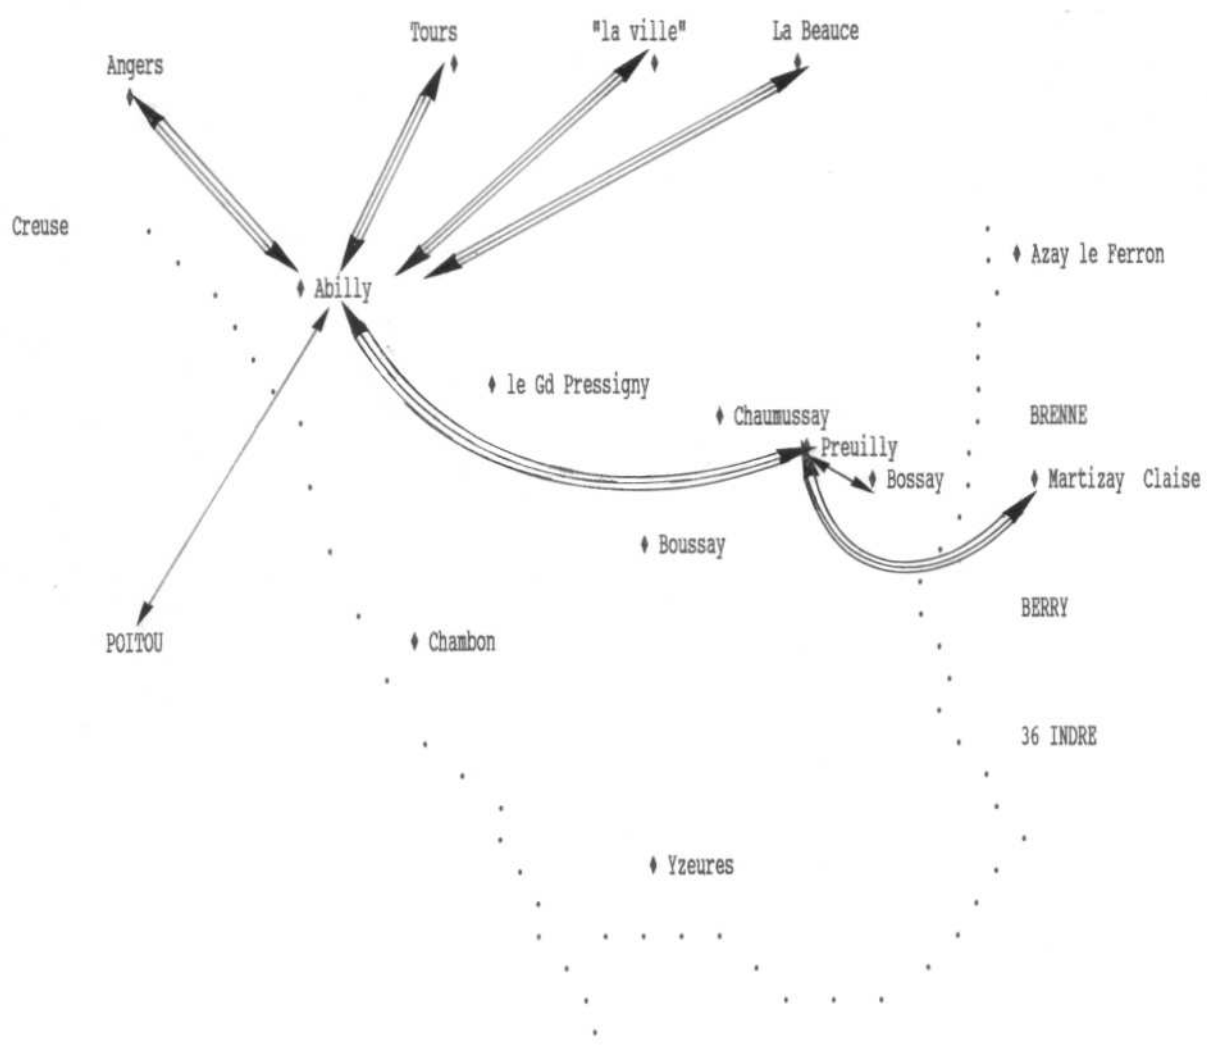 Tours "la ville" La Beauce
Angers
Creuse
Azay le Ferron
Abilly
le Gd Pressigny
Chaumussay BRENNE
Preuilly
Bossay Martizay Claise
Boussay
BERRY
POITOU Chambon
36 INDRE
Yzeures